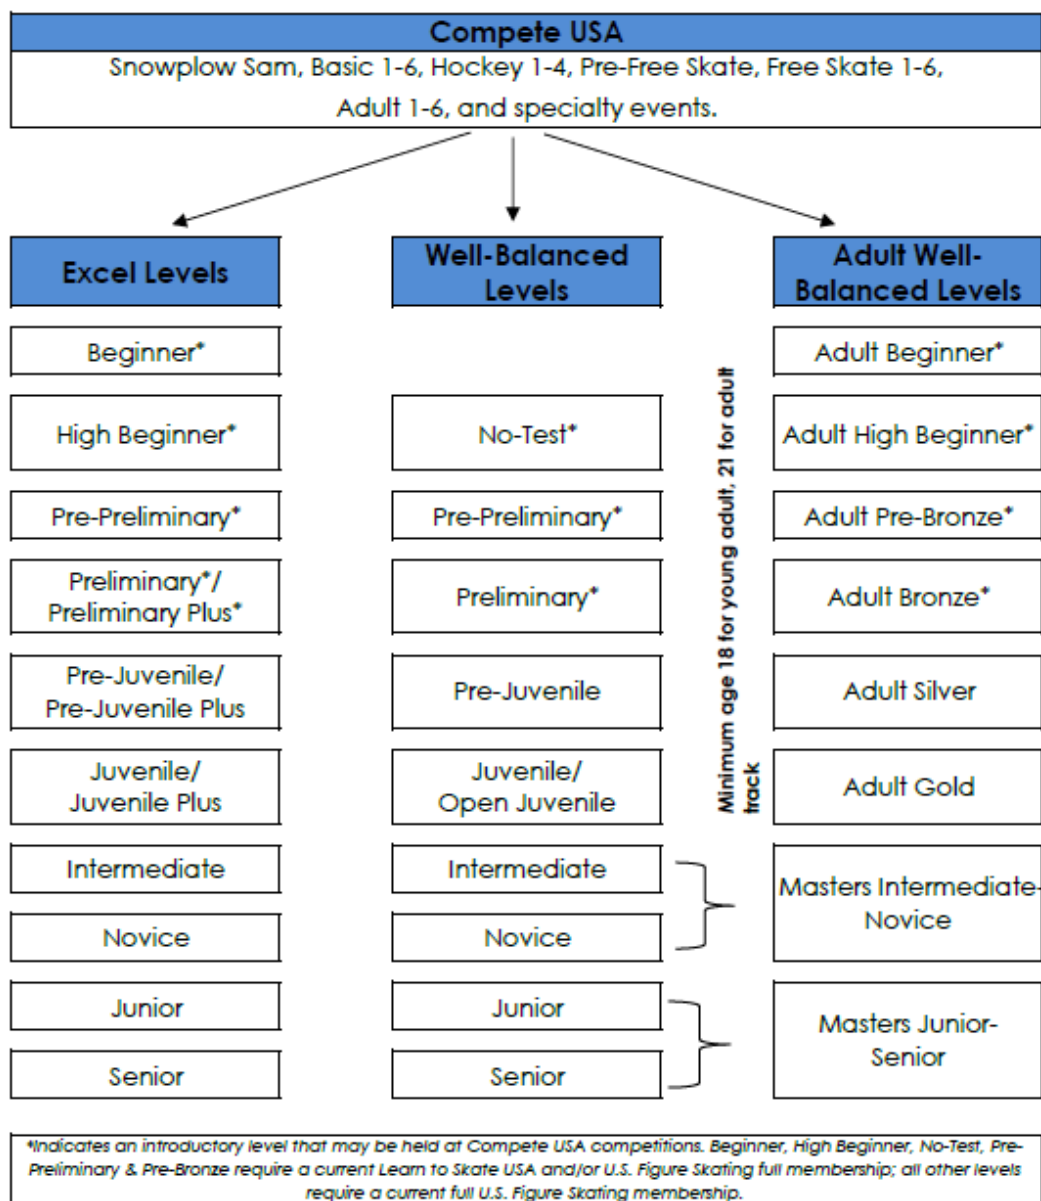 Compete USA
Snowplow Sam, Basic 1-6, Hockey 1-4, Pre-Free Skate, Free Skate 1-6,
Adult 1-6, and specialty events.
Excel Levels
Beginner*
High Beginner*
Pre-Preliminary*
Preliminary*/
Preliminary Plus*
Pre-Juvenile/
Pre-Juvenile Plus
Juvenile/
Juvenile Plus
Intermediate
Novice
Junior
Senior
Well-Balanced
Levels
No-Test*
Pre-Preliminary*
Preliminary*
Pre-Juvenile
Juvenile/
Open Juvenile
Intermediate
Novice
Junior
Senior
Minimum age 18 for young adult, 21 for adult
track
Adult Well-
Balanced Levels
Adult Beginner*
Adult High Beginner*
Adult Pre-Bronze*
Adult Bronze*
Adult Silver
Adult Gold
Masters Intermediate-
Novice
Masters Junior-
Senior
*Indicates an introductory level that may be held at Compete USA competitions. Beginner, High Beginner, No-Test, Pre-
Preliminary & Pre-Bronze require a current Learn to Skate USA and/or U.S. Figure Skating full membership; all other levels
require a current full U.S. Figure Skating membership.